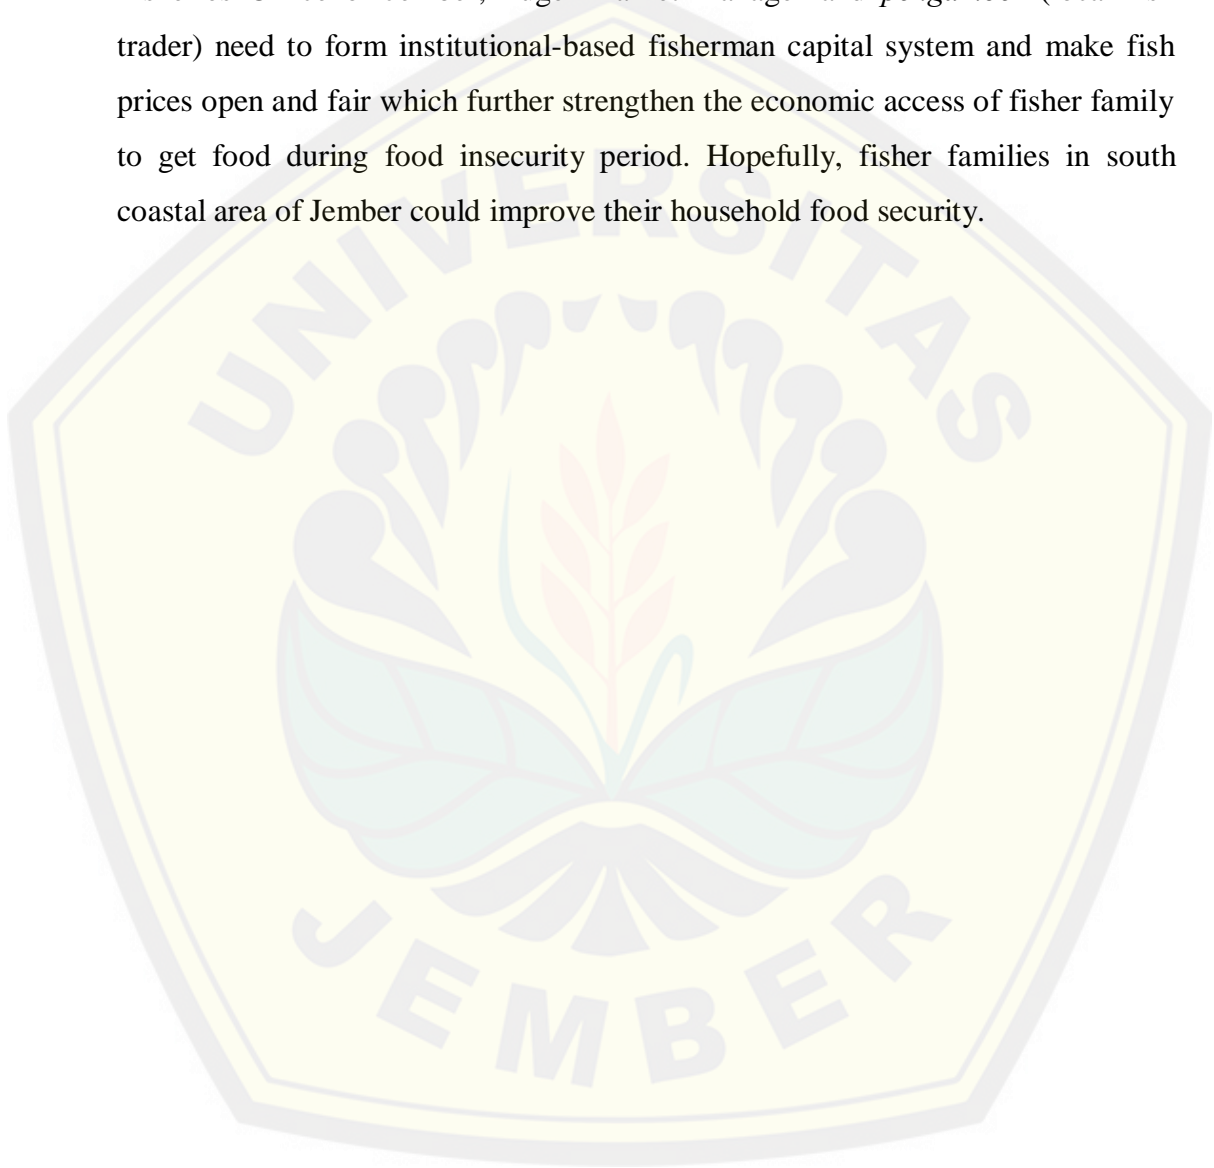 trader) need to form institutional-based fisherman capital system and make fish
prices open and fair which further strengthen the economic access of fisher family
to get food during food insecurity period. Hopefully, fisher families in south
coastal area of Jember could improve their household food security.
UNIVERSITAS
JEMBER